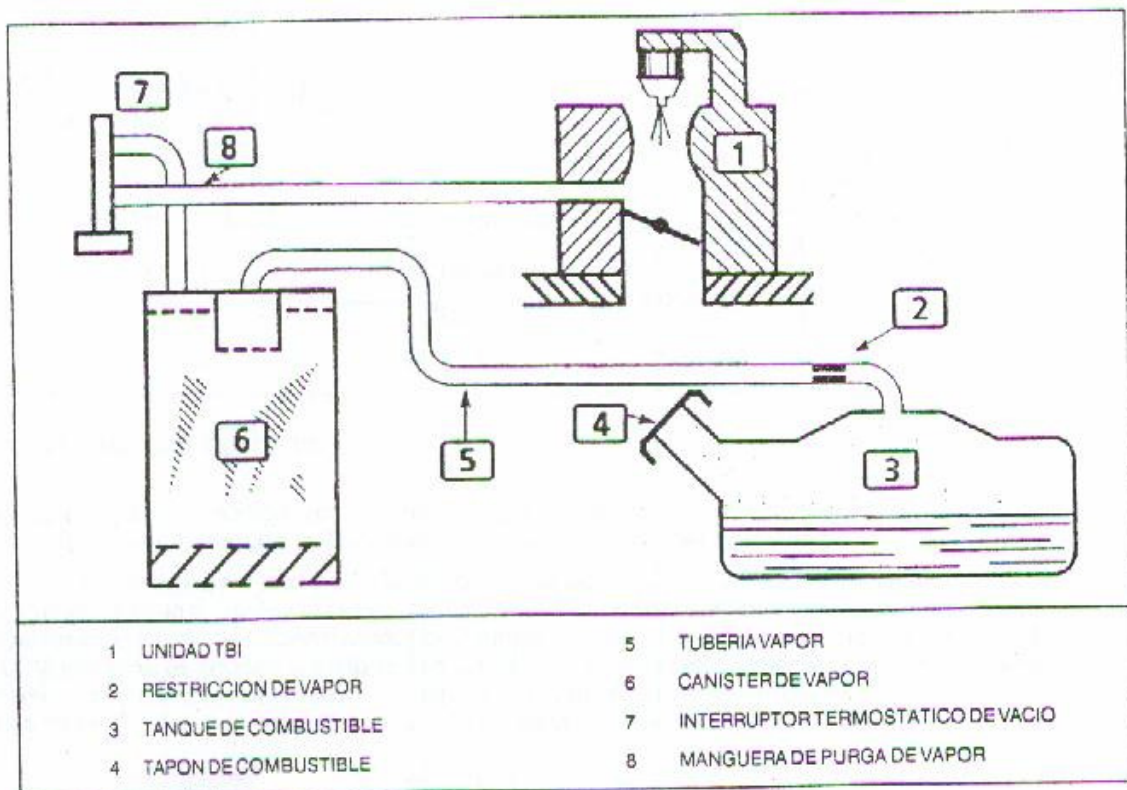 7
8
1
2
4
3
6
5
1 UNIDAD TBI
2 RESTRICCION DE VAPOR
3 TANQUE DE COMBUSTIBLE
4 TAPON DE COMBUSTIBLE
5 TUBERIA VAPOR
6 CANISTER DE VAPOR
7 INTERRUPTOR TERMOSTATICO DE VACIO
8 MANGUERA DE PURGA DE VAPOR